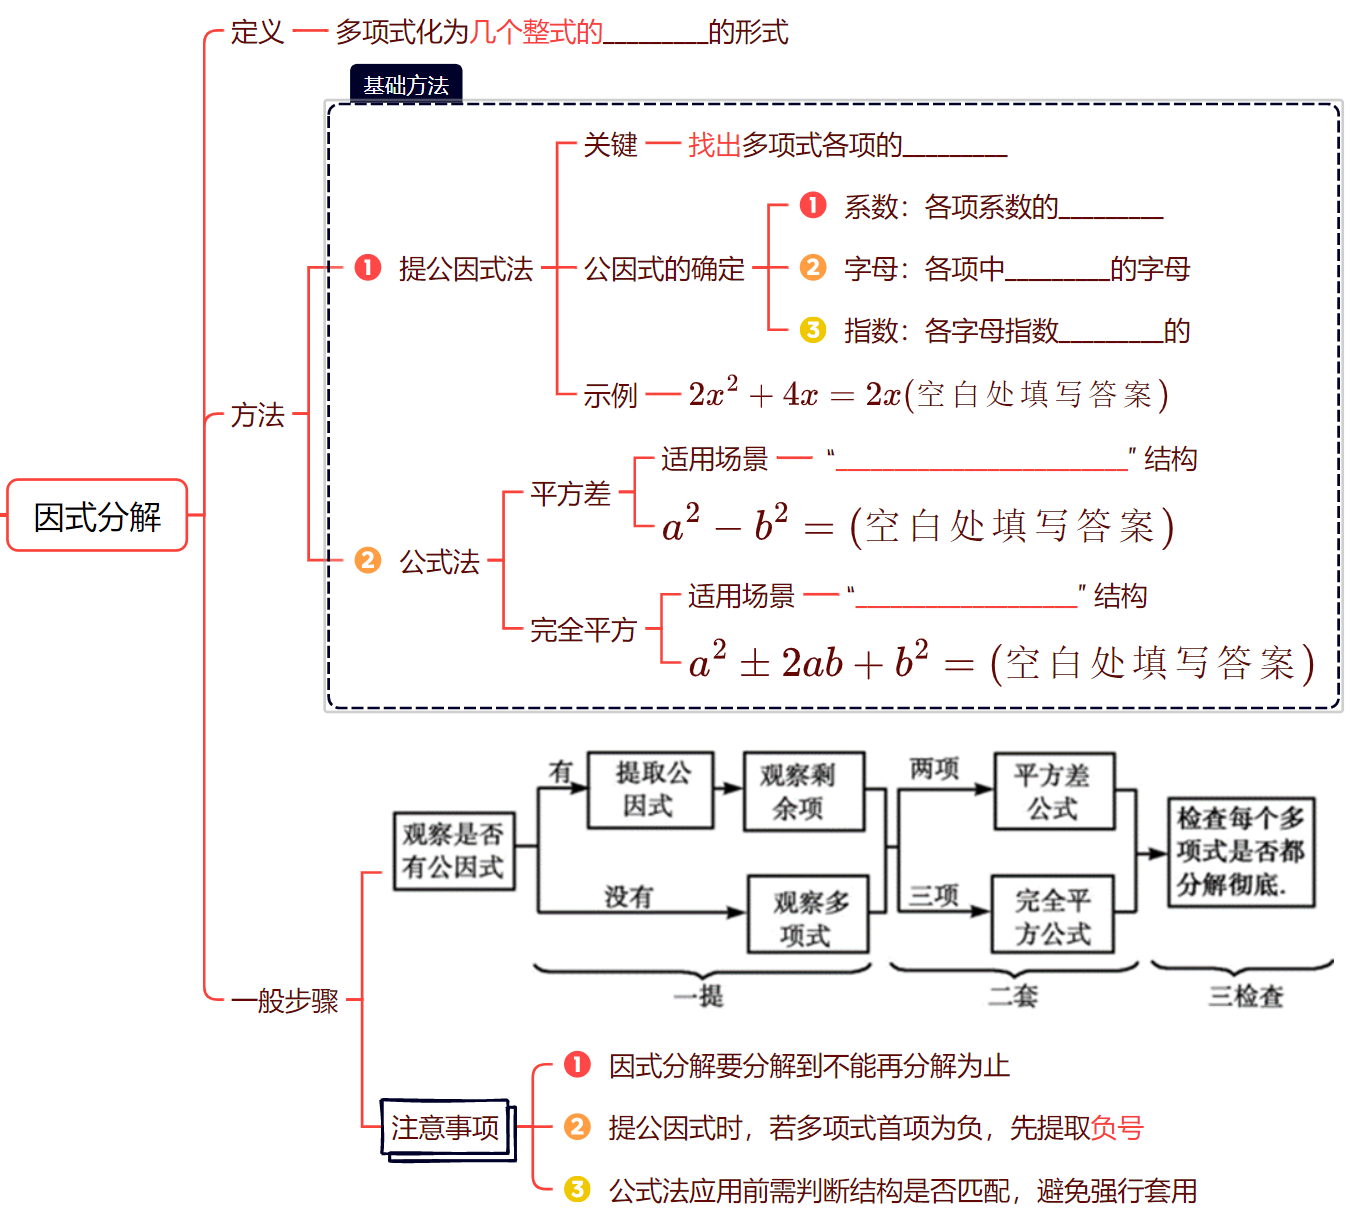 定义 多项式化为几个整式的_________的形式
基础方法
关键 找出多项式各项的_________
❶ 系数：各项系数的_________
❶ 提公因式法 公因式的确定 ❷ 字母：各项中_________的字母
❸ 指数：各字母指数_________的
示例 2x² + 4x = 2x(空白处填写答案)
方法
适用场景 “_________________________” 结构
平方差
a² − b² = (空白处填写答案)
因式分解
❷ 公式法
适用场景 “___________________” 结构
完全平方
a² ± 2ab + b² = (空白处填写答案)
有 提取公
因式
观察剩
余项
两项 平方差
公式
观察是否
有公因式
检查每个多
项式是否都
分解彻底.
没有 观察多
项式
三项 完全平
方公式
一提 二套 三检查
一般步骤
❶ 因式分解要分解到不能再分解为止
注意事项 ❷ 提公因式时，若多项式首项为负，先提取负号
❸ 公式法应用前需判断结构是否匹配，避免强行套用